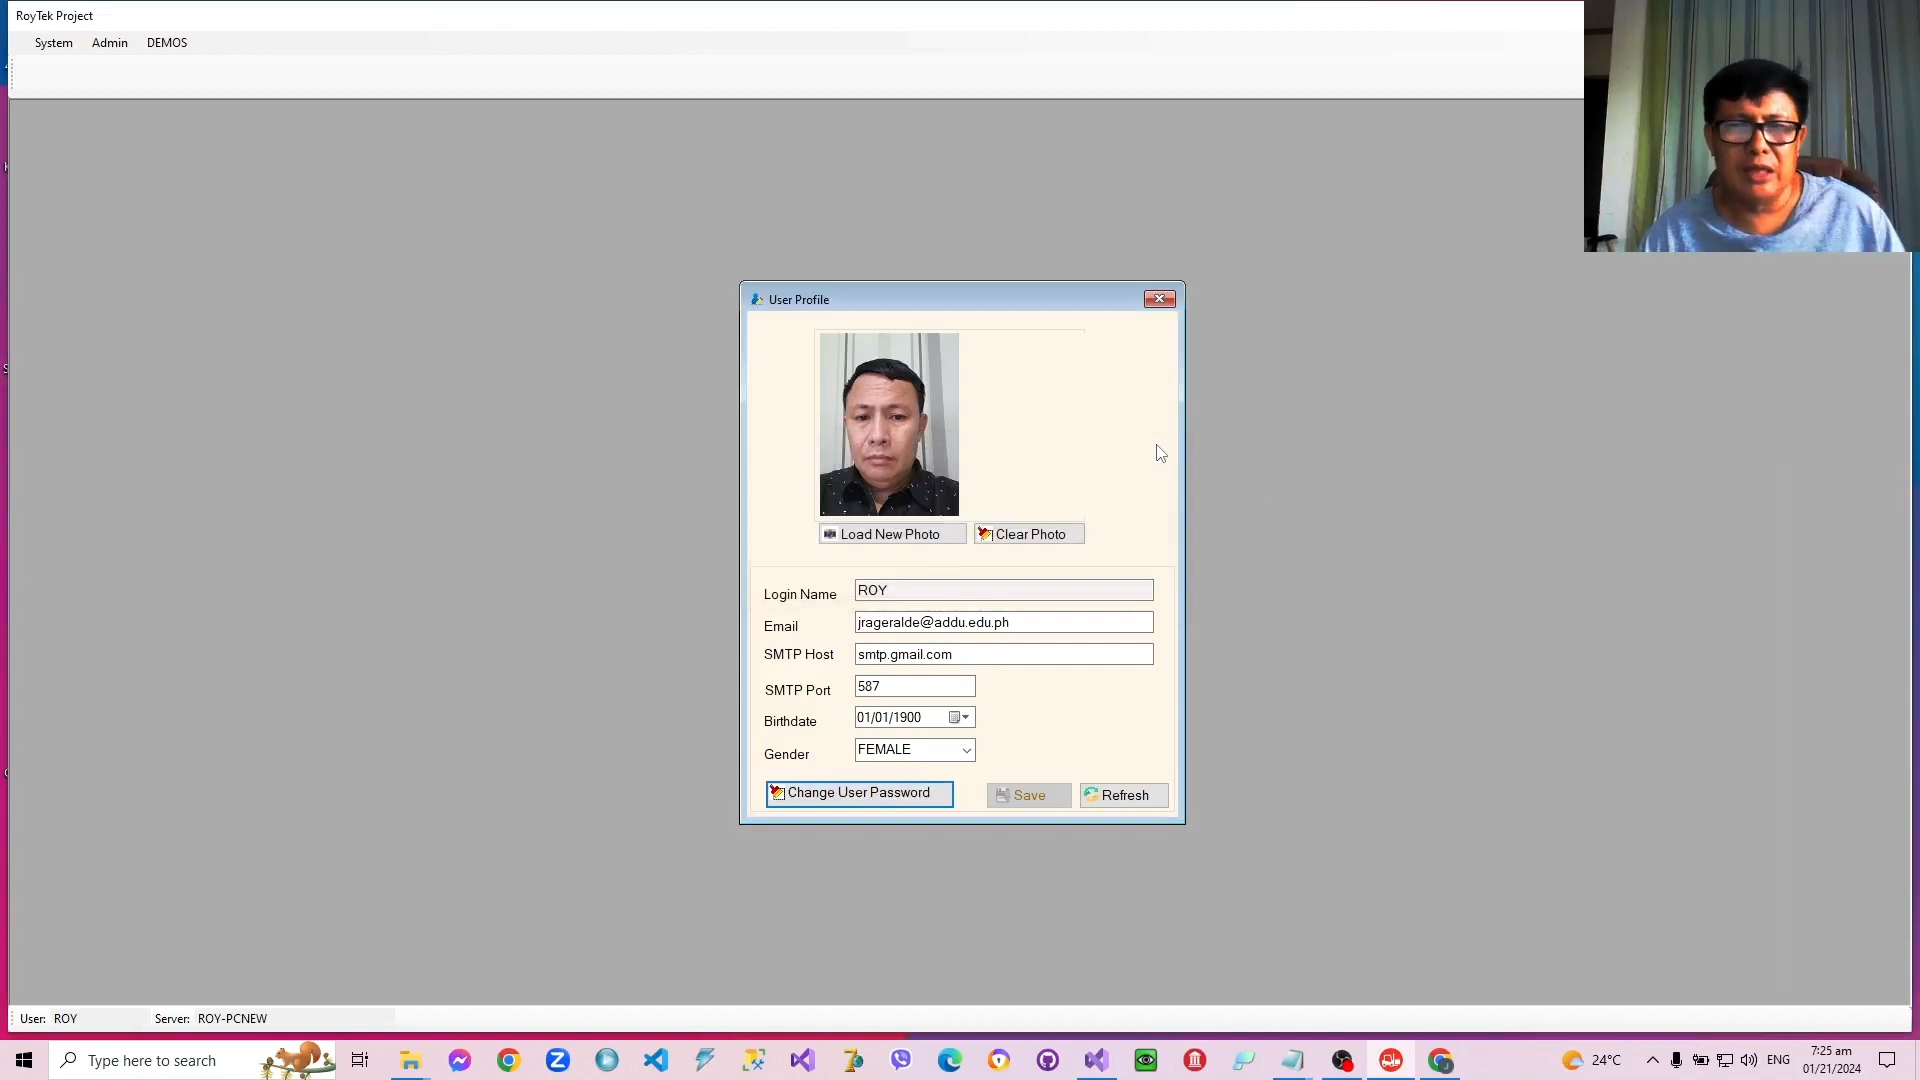 RoyTek Project
System Admin DEMOS
User Profile
Load New Photo Clear Photo
Login Name ROY
Email jrageralde@addu.edu.ph
SMTP Host smtp.gmail.com
SMTP Port 587
Birthdate 01/01/1900
Gender FEMALE
Change User Password Save Refresh
User: ROY Server: ROY-PCNEW
Type here to search 24°C ENG 7:25 am
01/21/2024